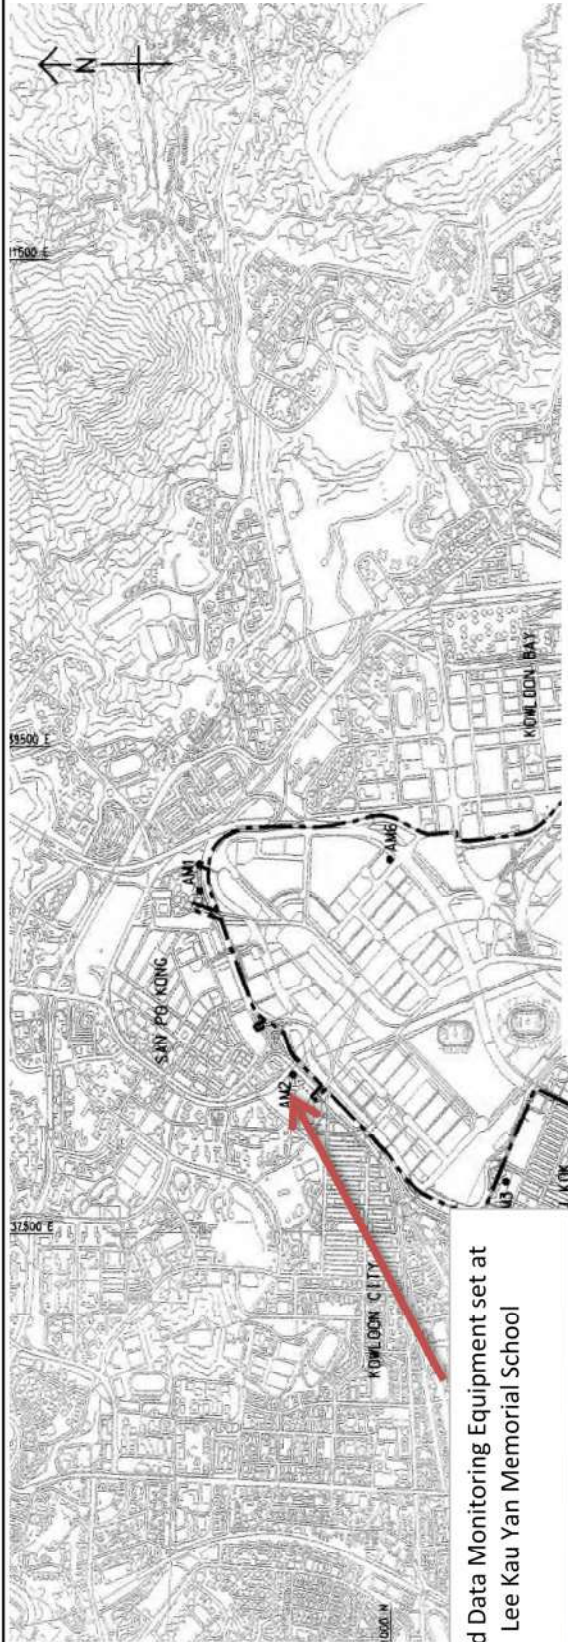 N
39500 E
AM1
SAN PO KONG
AM6
KOWLOON BAY
AM2
37500 E
KOWLOON CITY
d Data Monitoring Equipment set at
Lee Kau Yan Memorial School